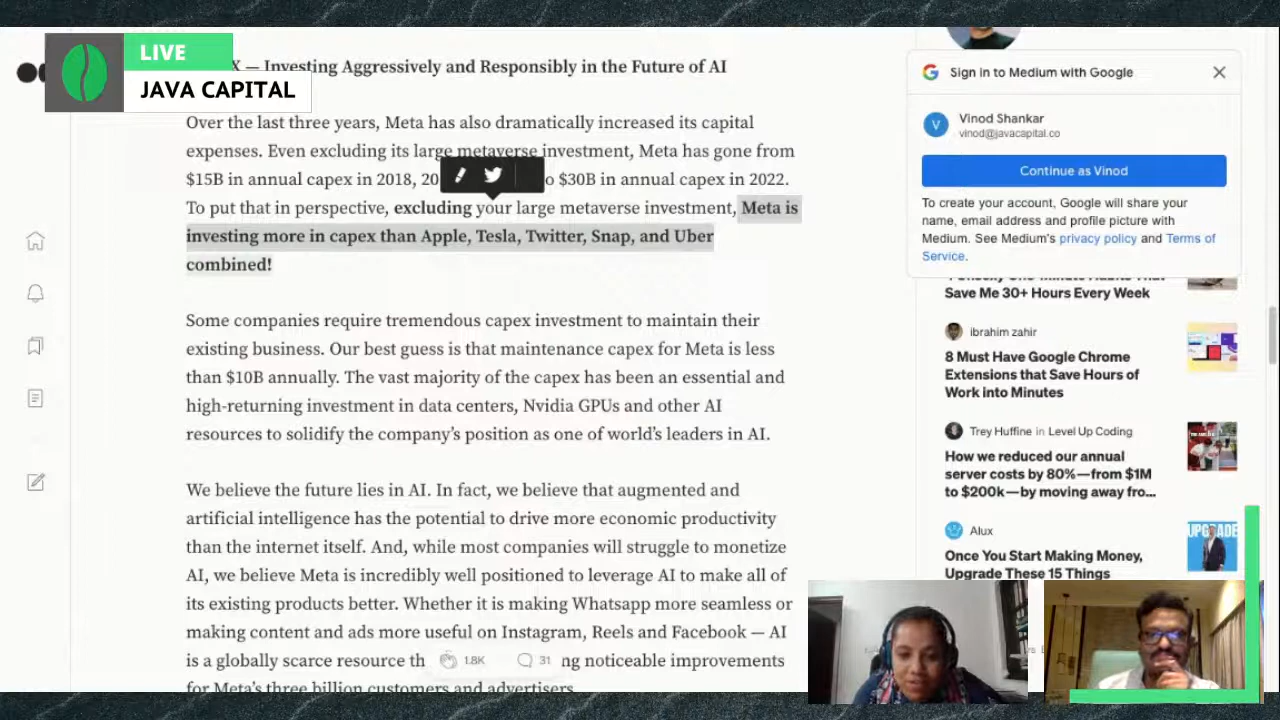 LIVE
JAVA CAPITAL
X — Investing Aggressively and Responsibly in the Future of AI
Over the last three years, Meta has also dramatically increased its capital
expenses. Even excluding its large metaverse investment, Meta has gone from
$15B in annual capex in 2018, 20 o $30B in annual capex in 2022.
To put that in perspective, excluding your large metaverse investment, Meta is
investing more in capex than Apple, Tesla, Twitter, Snap, and Uber
combined!
Some companies require tremendous capex investment to maintain their
existing business. Our best guess is that maintenance capex for Meta is less
than $10B annually. The vast majority of the capex has been an essential and
high-returning investment in data centers, Nvidia GPUs and other AI
resources to solidify the company's position as one of world's leaders in AI.
We believe the future lies in AI. In fact, we believe that augmented and
artificial intelligence has the potential to drive more economic productivity
than the internet itself. And, while most companies will struggle to monetize
AI, we believe Meta is incredibly well positioned to leverage AI to make all of
its existing products better. Whether it is making Whatsapp more seamless or
making content and ads more useful on Instagram, Reels and Facebook — AI
is a globally scarce resource th 1.8K 31 ng noticeable improvements
for Meta's three billion customers and advertisers.
Sign in to Medium with Google
V
Vinod Shankar
vinod@javacapital.co
Continue as Vinod
To create your account, Google will share your
name, email address and profile picture with
Medium. See Medium's privacy policy and Terms of
Service.
Save Me 30+ Hours Every Week
ibrahim zahir
8 Must Have Google Chrome
Extensions that Save Hours of
Work into Minutes
Trey Huffine in Level Up Coding
How we reduced our annual
server costs by 80%—from $1M
to $200k—by moving away fro...
Alux
Once You Start Making Money,
Upgrade These 15 Things
UPGRADE